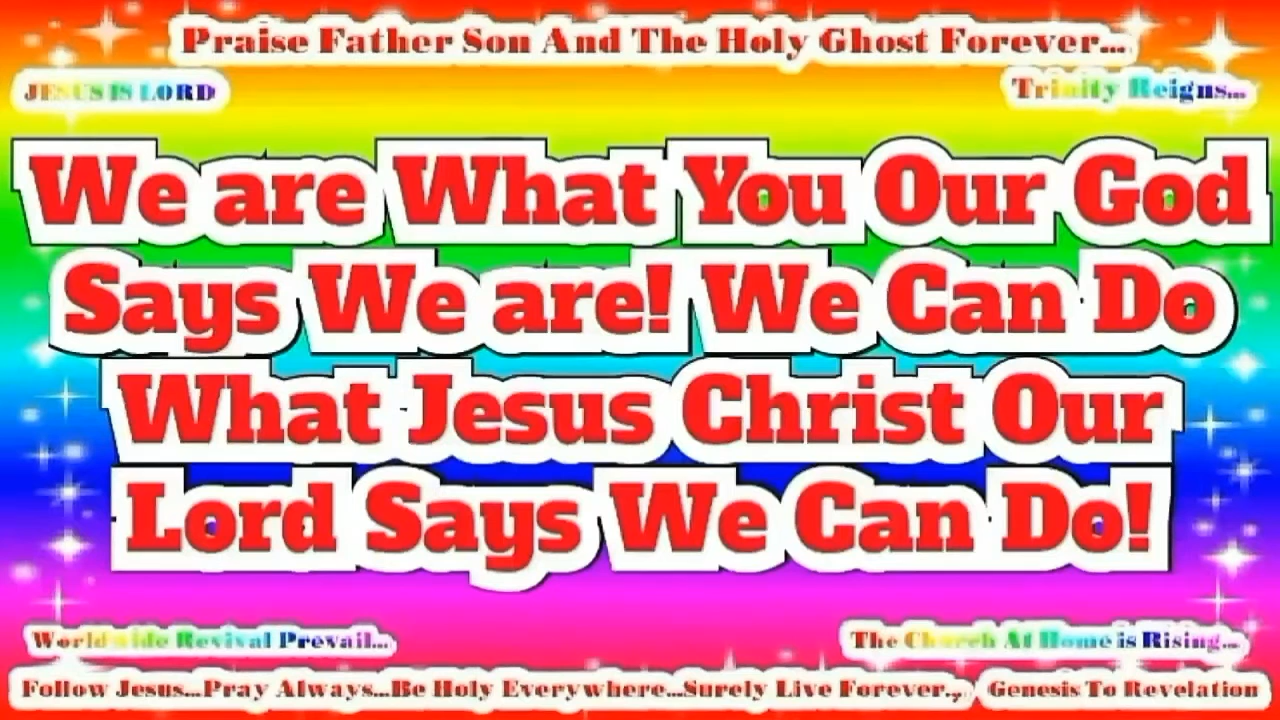 Praise Father Son And The Holy Ghost Forever...
JESUS IS LORD
Trinity Reigns...
We are What You Our God
Says We are! We Can Do
What Jesus Christ Our
Lord Says We Can Do!
Worldwide Revival Prevail...
The Church At Home is Rising...
Follow Jesus...Pray Always...Be Holy Everywhere...Surely Live Forever.., Genesis To Revelation